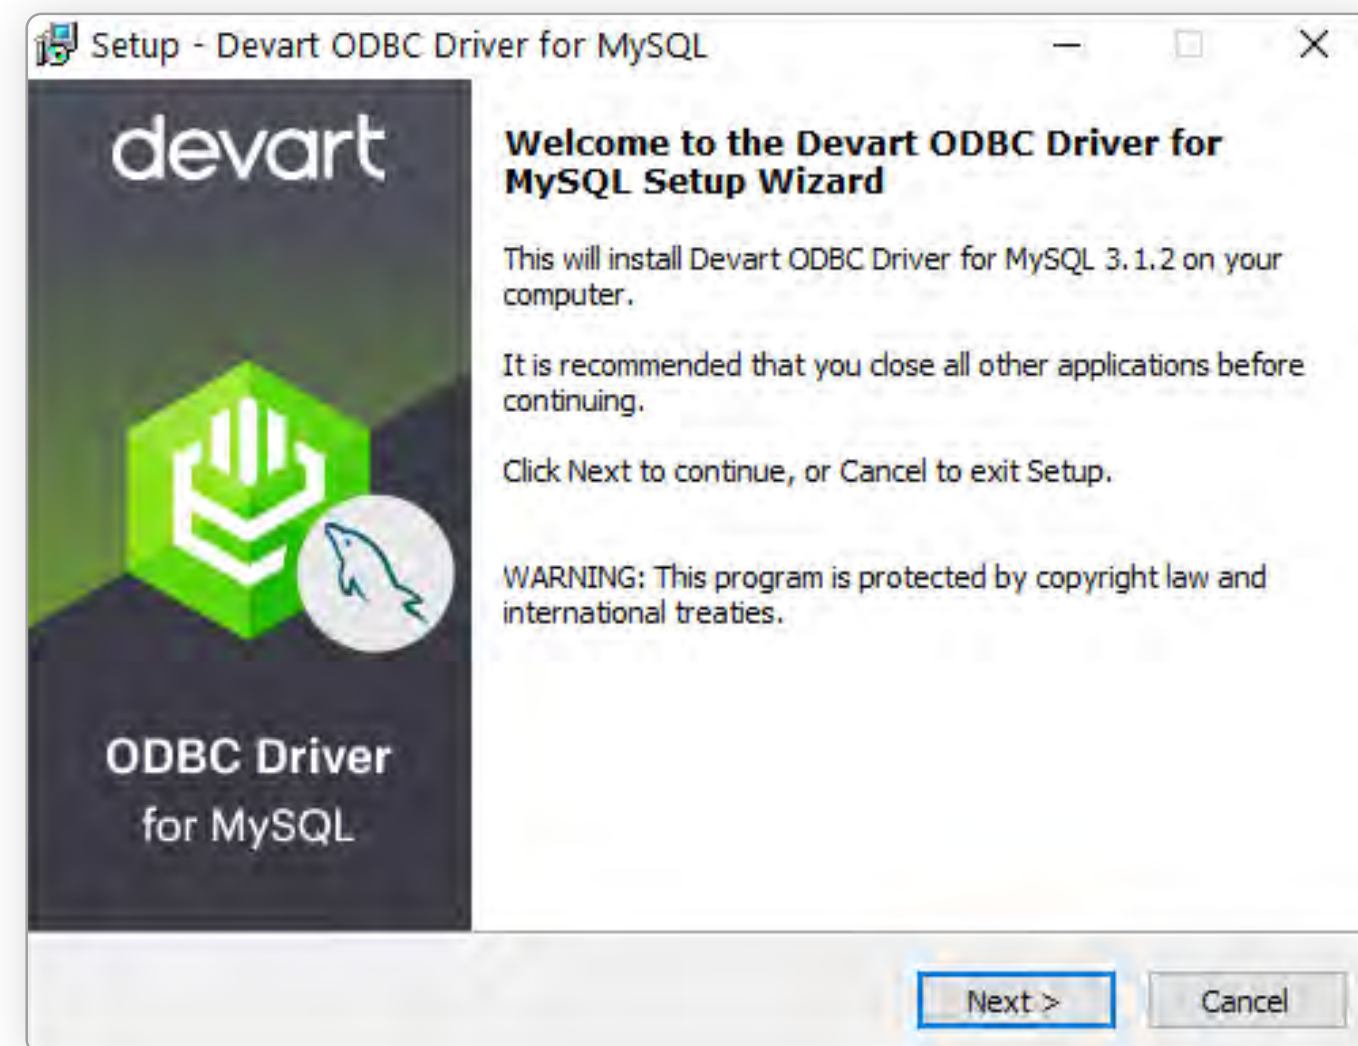 Setup - Devart ODBC Driver for MySQL
devart
ODBC Driver
for MySQL
Welcome to the Devart ODBC Driver for
MySQL Setup Wizard
This will install Devart ODBC Driver for MySQL 3.1.2 on your
computer.
It is recommended that you close all other applications before
continuing.
Click Next to continue, or Cancel to exit Setup.
WARNING: This program is protected by copyright law and
international treaties.
Next >
Cancel